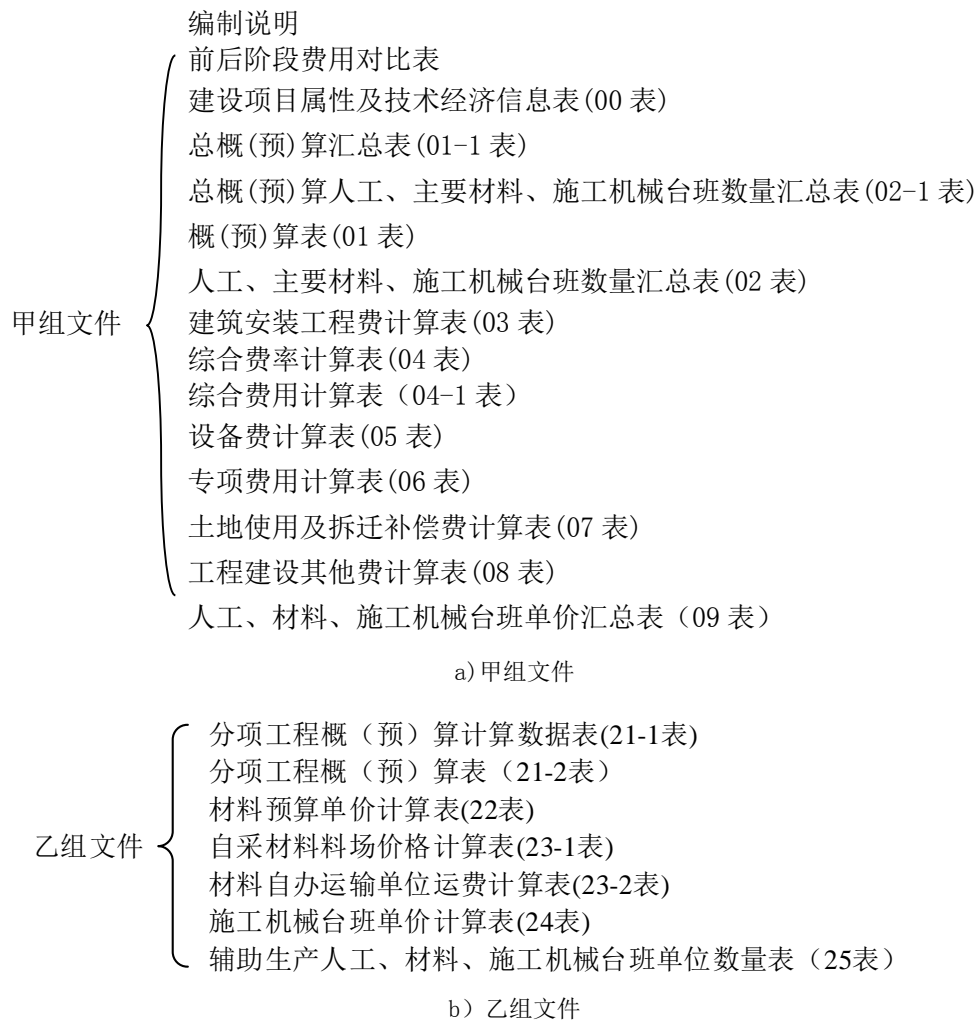 编制说明
前后阶段费用对比表
建设项目属性及技术经济信息表(00 表)
总概(预)算汇总表(01-1 表)
总概(预)算人工、主要材料、施工机械台班数量汇总表(02-1 表)
概(预)算表(01 表)
人工、主要材料、施工机械台班数量汇总表(02 表)
甲组文件
建筑安装工程费计算表(03 表)
综合费率计算表(04 表)
综合费用计算表（04-1 表）
设备费计算表(05 表)
专项费用计算表(06 表)
土地使用及拆迁补偿费计算表(07 表)
工程建设其他费计算表(08 表)
人工、材料、施工机械台班单价汇总表（09 表）
a)甲组文件
分项工程概（预）算计算数据表(21-1表)
分项工程概（预）算表（21-2表）
材料预算单价计算表(22表)
乙组文件
自采材料料场价格计算表(23-1表)
材料自办运输单位运费计算表(23-2表)
施工机械台班单价计算表(24表)
辅助生产人工、材料、施工机械台班单位数量表（25表）
b）乙组文件